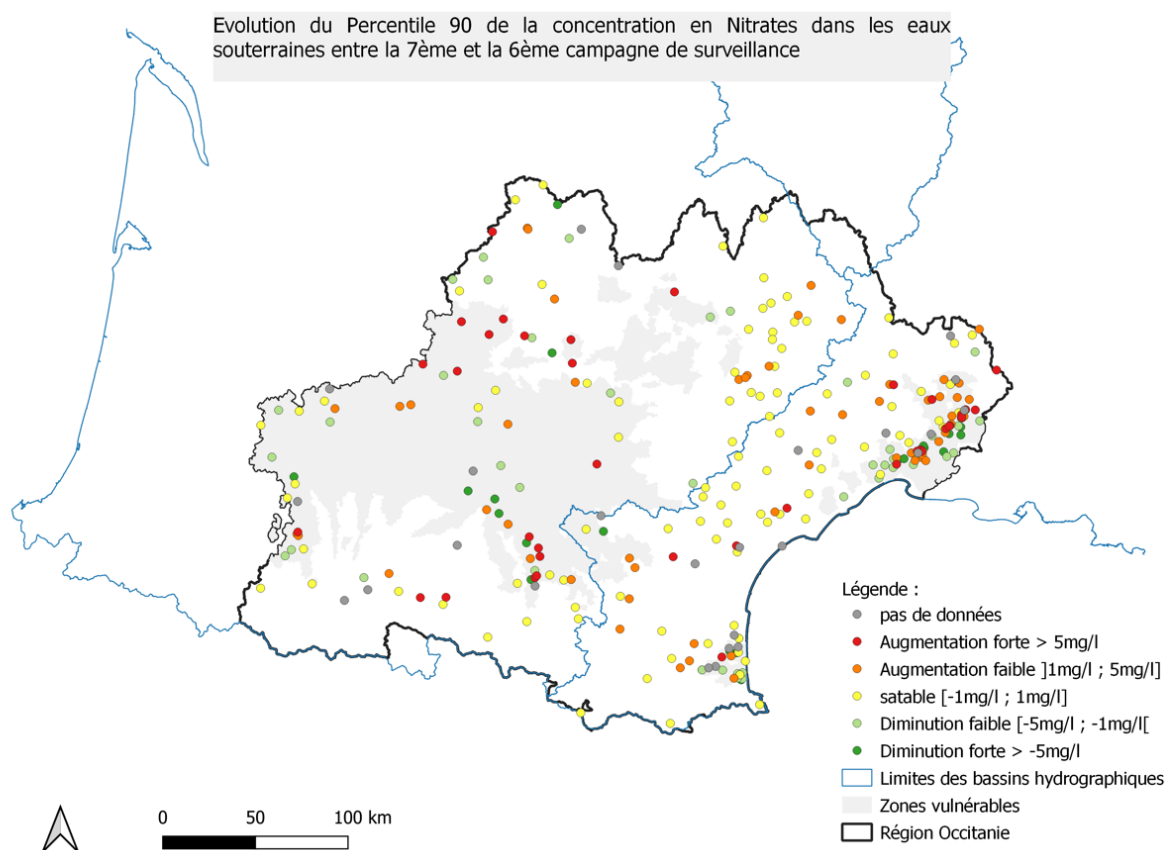 Evolution du Percentile 90 de la concentration en Nitrates dans les eaux
souterraines entre la 7ème et la 6ème campagne de surveillance
Légende :
pas de données
Augmentation forte > 5mg/l
Augmentation faible ]1mg/l ; 5mg/l]
satable [-1mg/l ; 1mg/l]
Diminution faible [-5mg/l ; -1mg/l[
Diminution forte > -5mg/l
Limites des bassins hydrographiques
Zones vulnérables
Région Occitanie
0 50 100 km